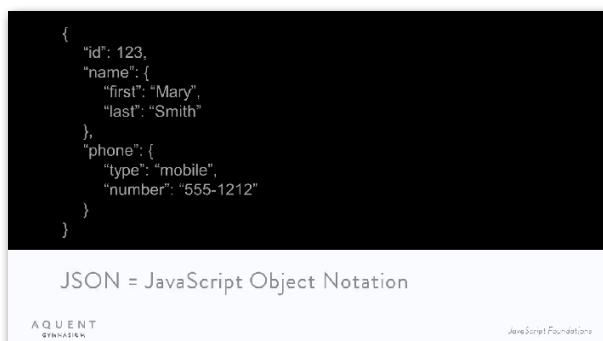 {
“id”: 123,
“name”: {
“first”: “Mary”,
“last”: “Smith”
},
“phone”: {
“type”: “mobile”,
“number”: “555-1212”
}
}
JSON = JavaScript Object Notation
AQUENT
GYMNASIUM
JavaScript Foundations